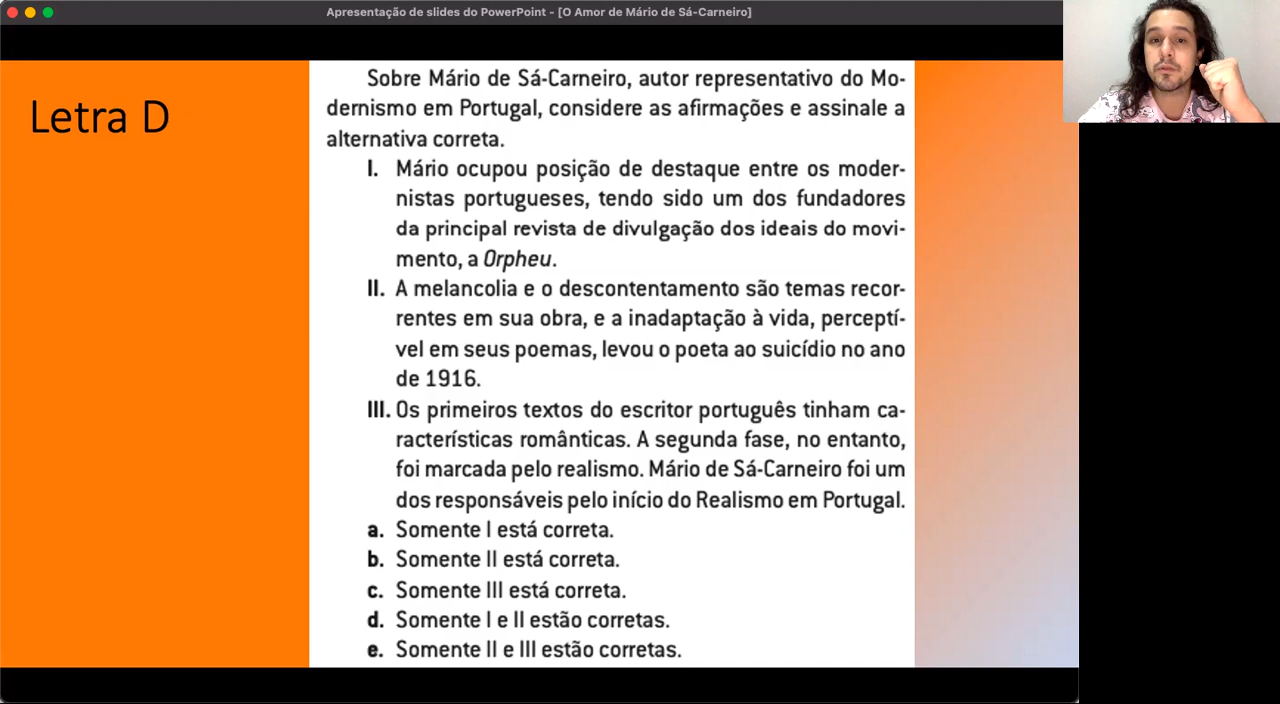 Apresentação de slides do PowerPoint - [O Amor de Mário de Sá-Carneiro]
Letra D
Sobre Mário de Sá-Carneiro, autor representativo do Mo-
dernismo em Portugal, considere as afirmações e assinale a
alternativa correta.
I. Mário ocupou posição de destaque entre os moder-
nistas portugueses, tendo sido um dos fundadores
da principal revista de divulgação dos ideais do movi-
mento, a Orpheu.
II. A melancolia e o descontentamento são temas recor-
rentes em sua obra, e a inadaptação à vida, perceptí-
vel em seus poemas, levou o poeta ao suicídio no ano
de 1916.
III. Os primeiros textos do escritor português tinham ca-
racterísticas românticas. A segunda fase, no entanto,
foi marcada pelo realismo. Mário de Sá-Carneiro foi um
dos responsáveis pelo início do Realismo em Portugal.
a. Somente I está correta.
b. Somente II está correta.
c. Somente III está correta.
d. Somente I e II estão corretas.
e. Somente II e III estão corretas.